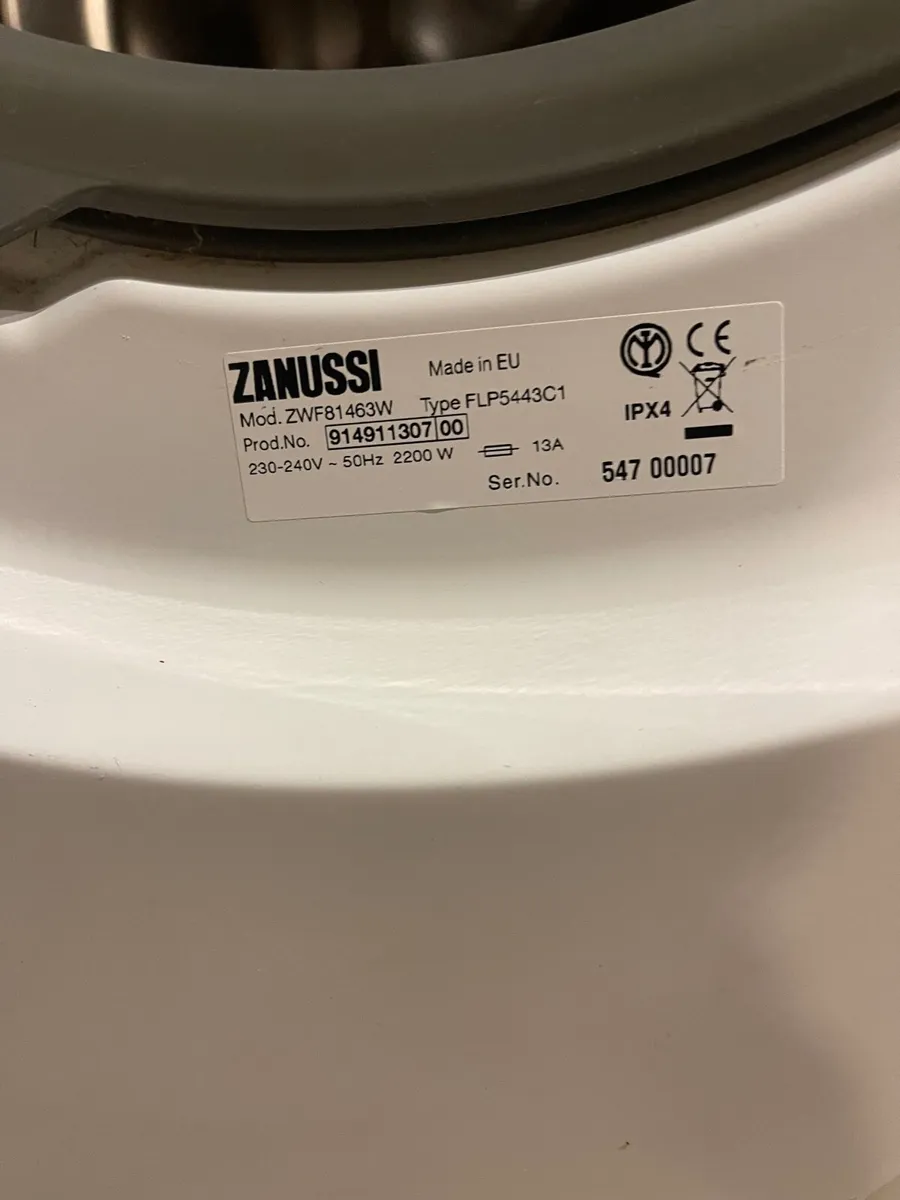 ZANUSSI Made in EU
Mod. ZWF81463W Type FLP5443C1
Prod.No. 914911307 00
230-240V ~ 50Hz 2200 W 13A
Ser.No. 547 00007
CE
IPX4